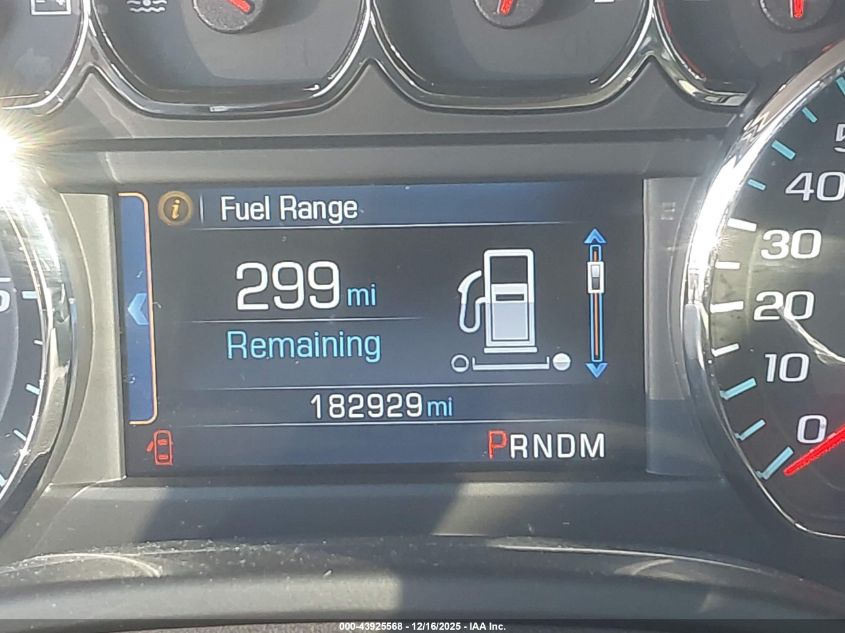 i Fuel Range
299 mi
Remaining
182929 mi
PRNDM
40
30
20
10
0
000-43925568 - 12/16/2025 - IAA Inc.